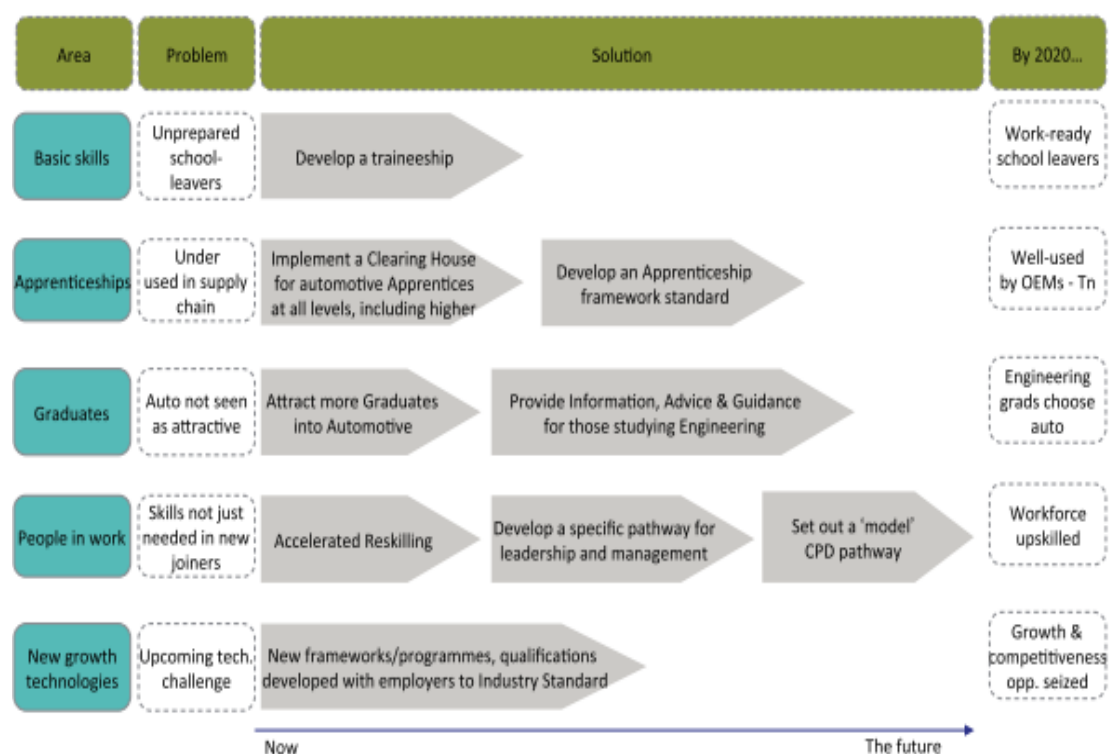 Area
Problem
Solution
By 2020...
Basic skills
Unprepared
school-
leavers
Develop a traineeship
Work-ready
school leavers
Apprenticeships
Under
used in supply
chain
Implement a Clearing House
for automotive Apprentices
at all levels, including higher
Develop an Apprenticeship
framework standard
Well-used
by OEMs - Tn
Graduates
Auto not seen
as attractive
Attract more Graduates
into Automotive
Provide Information, Advice & Guidance
for those studying Engineering
Engineering
grads choose
auto
People in work
Skills not just
needed in new
joiners
Accelerated Reskilling
Develop a specific pathway for
leadership and management
Set out a ‘model’
CPD pathway
Workforce
upskilled
New growth
technologies
Upcoming tech.
challenge
New frameworks/programmes, qualifications
developed with employers to Industry Standard
Growth &
competitiveness
opp. seized
Now
The future